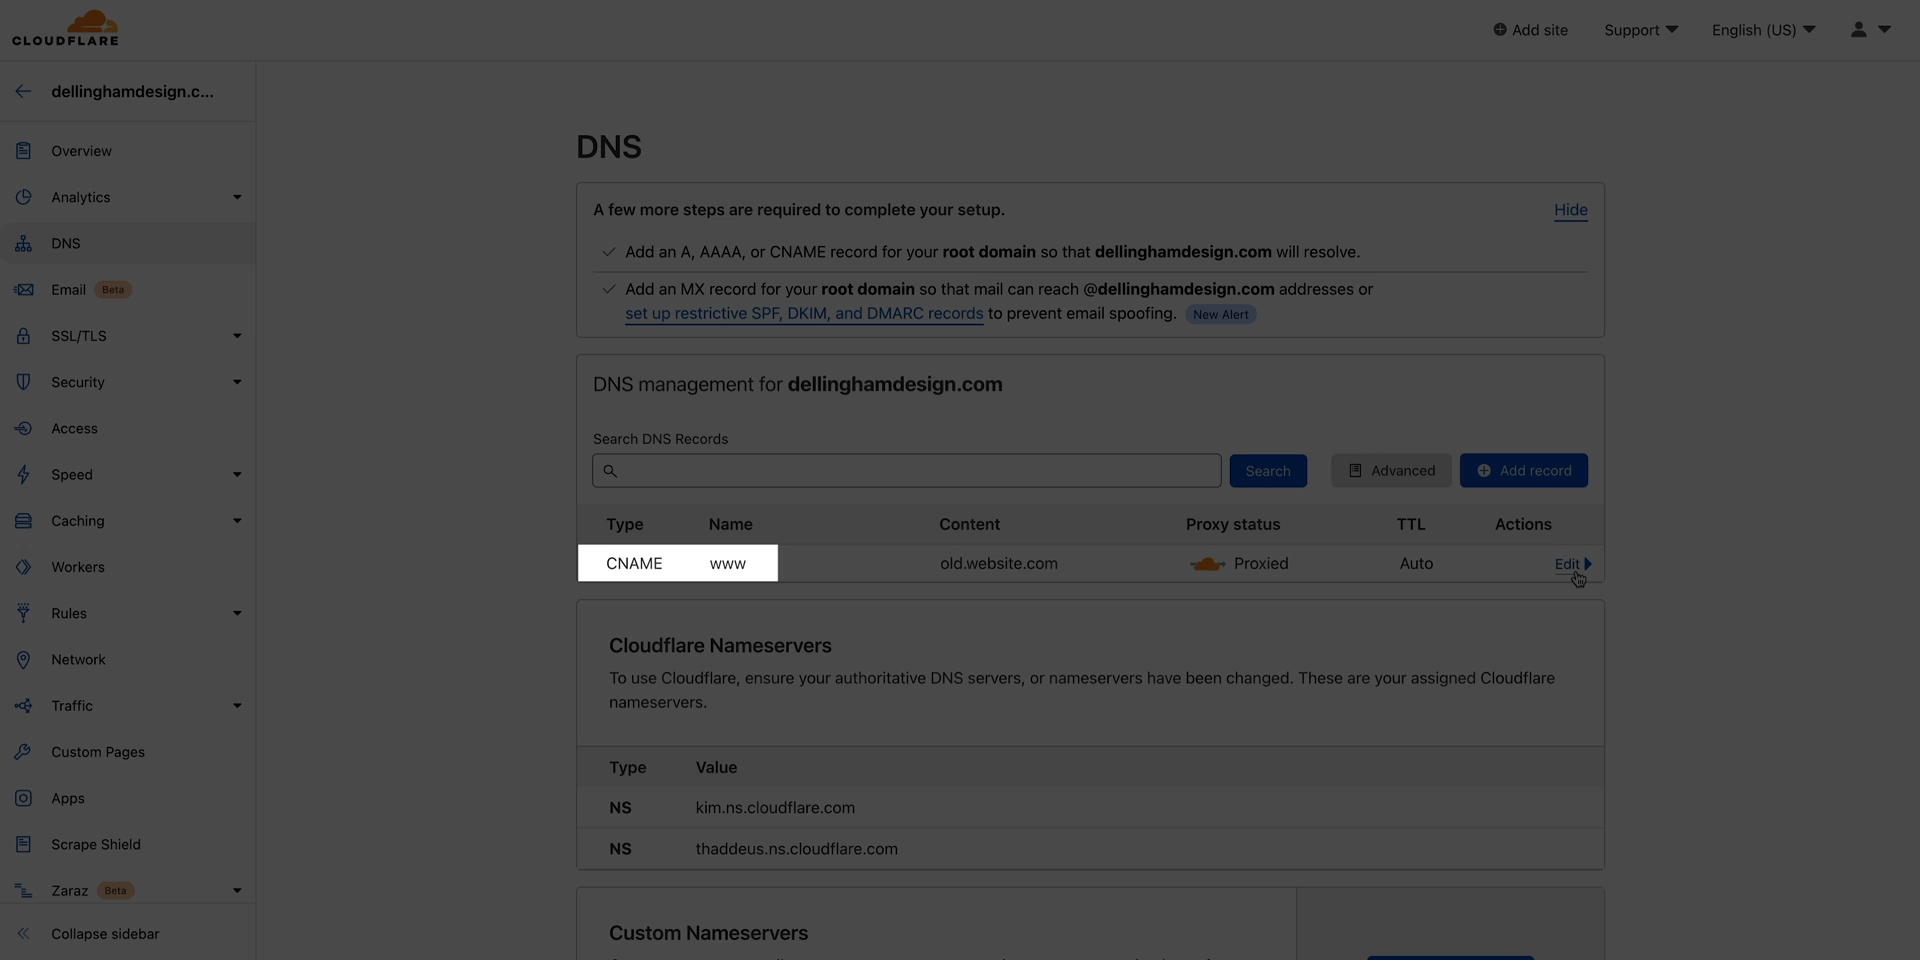 CLOUDFLARE
Add site
Support
English (US)
dellinghamdesign.c...
Overview
Analytics
DNS
Email Beta
SSL/TLS
Security
Access
Speed
Caching
Workers
Rules
Network
Traffic
Custom Pages
Apps
Scrape Shield
Zaraz Beta
Collapse sidebar
DNS
A few more steps are required to complete your setup.
Hide
Add an A, AAAA, or CNAME record for your root domain so that dellinghamdesign.com will resolve.
Add an MX record for your root domain so that mail can reach @dellinghamdesign.com addresses or
set up restrictive SPF, DKIM, and DMARC records to prevent email spoofing. New Alert
DNS management for dellinghamdesign.com
Search DNS Records
Search
Advanced
Add record
Type Name Content Proxy status TTL Actions
CNAME www old.website.com Proxied Auto Edit
Cloudflare Nameservers
To use Cloudflare, ensure your authoritative DNS servers, or nameservers have been changed. These are your assigned Cloudflare
nameservers.
Type Value
NS kim.ns.cloudflare.com
NS thaddeus.ns.cloudflare.com
Custom Nameservers